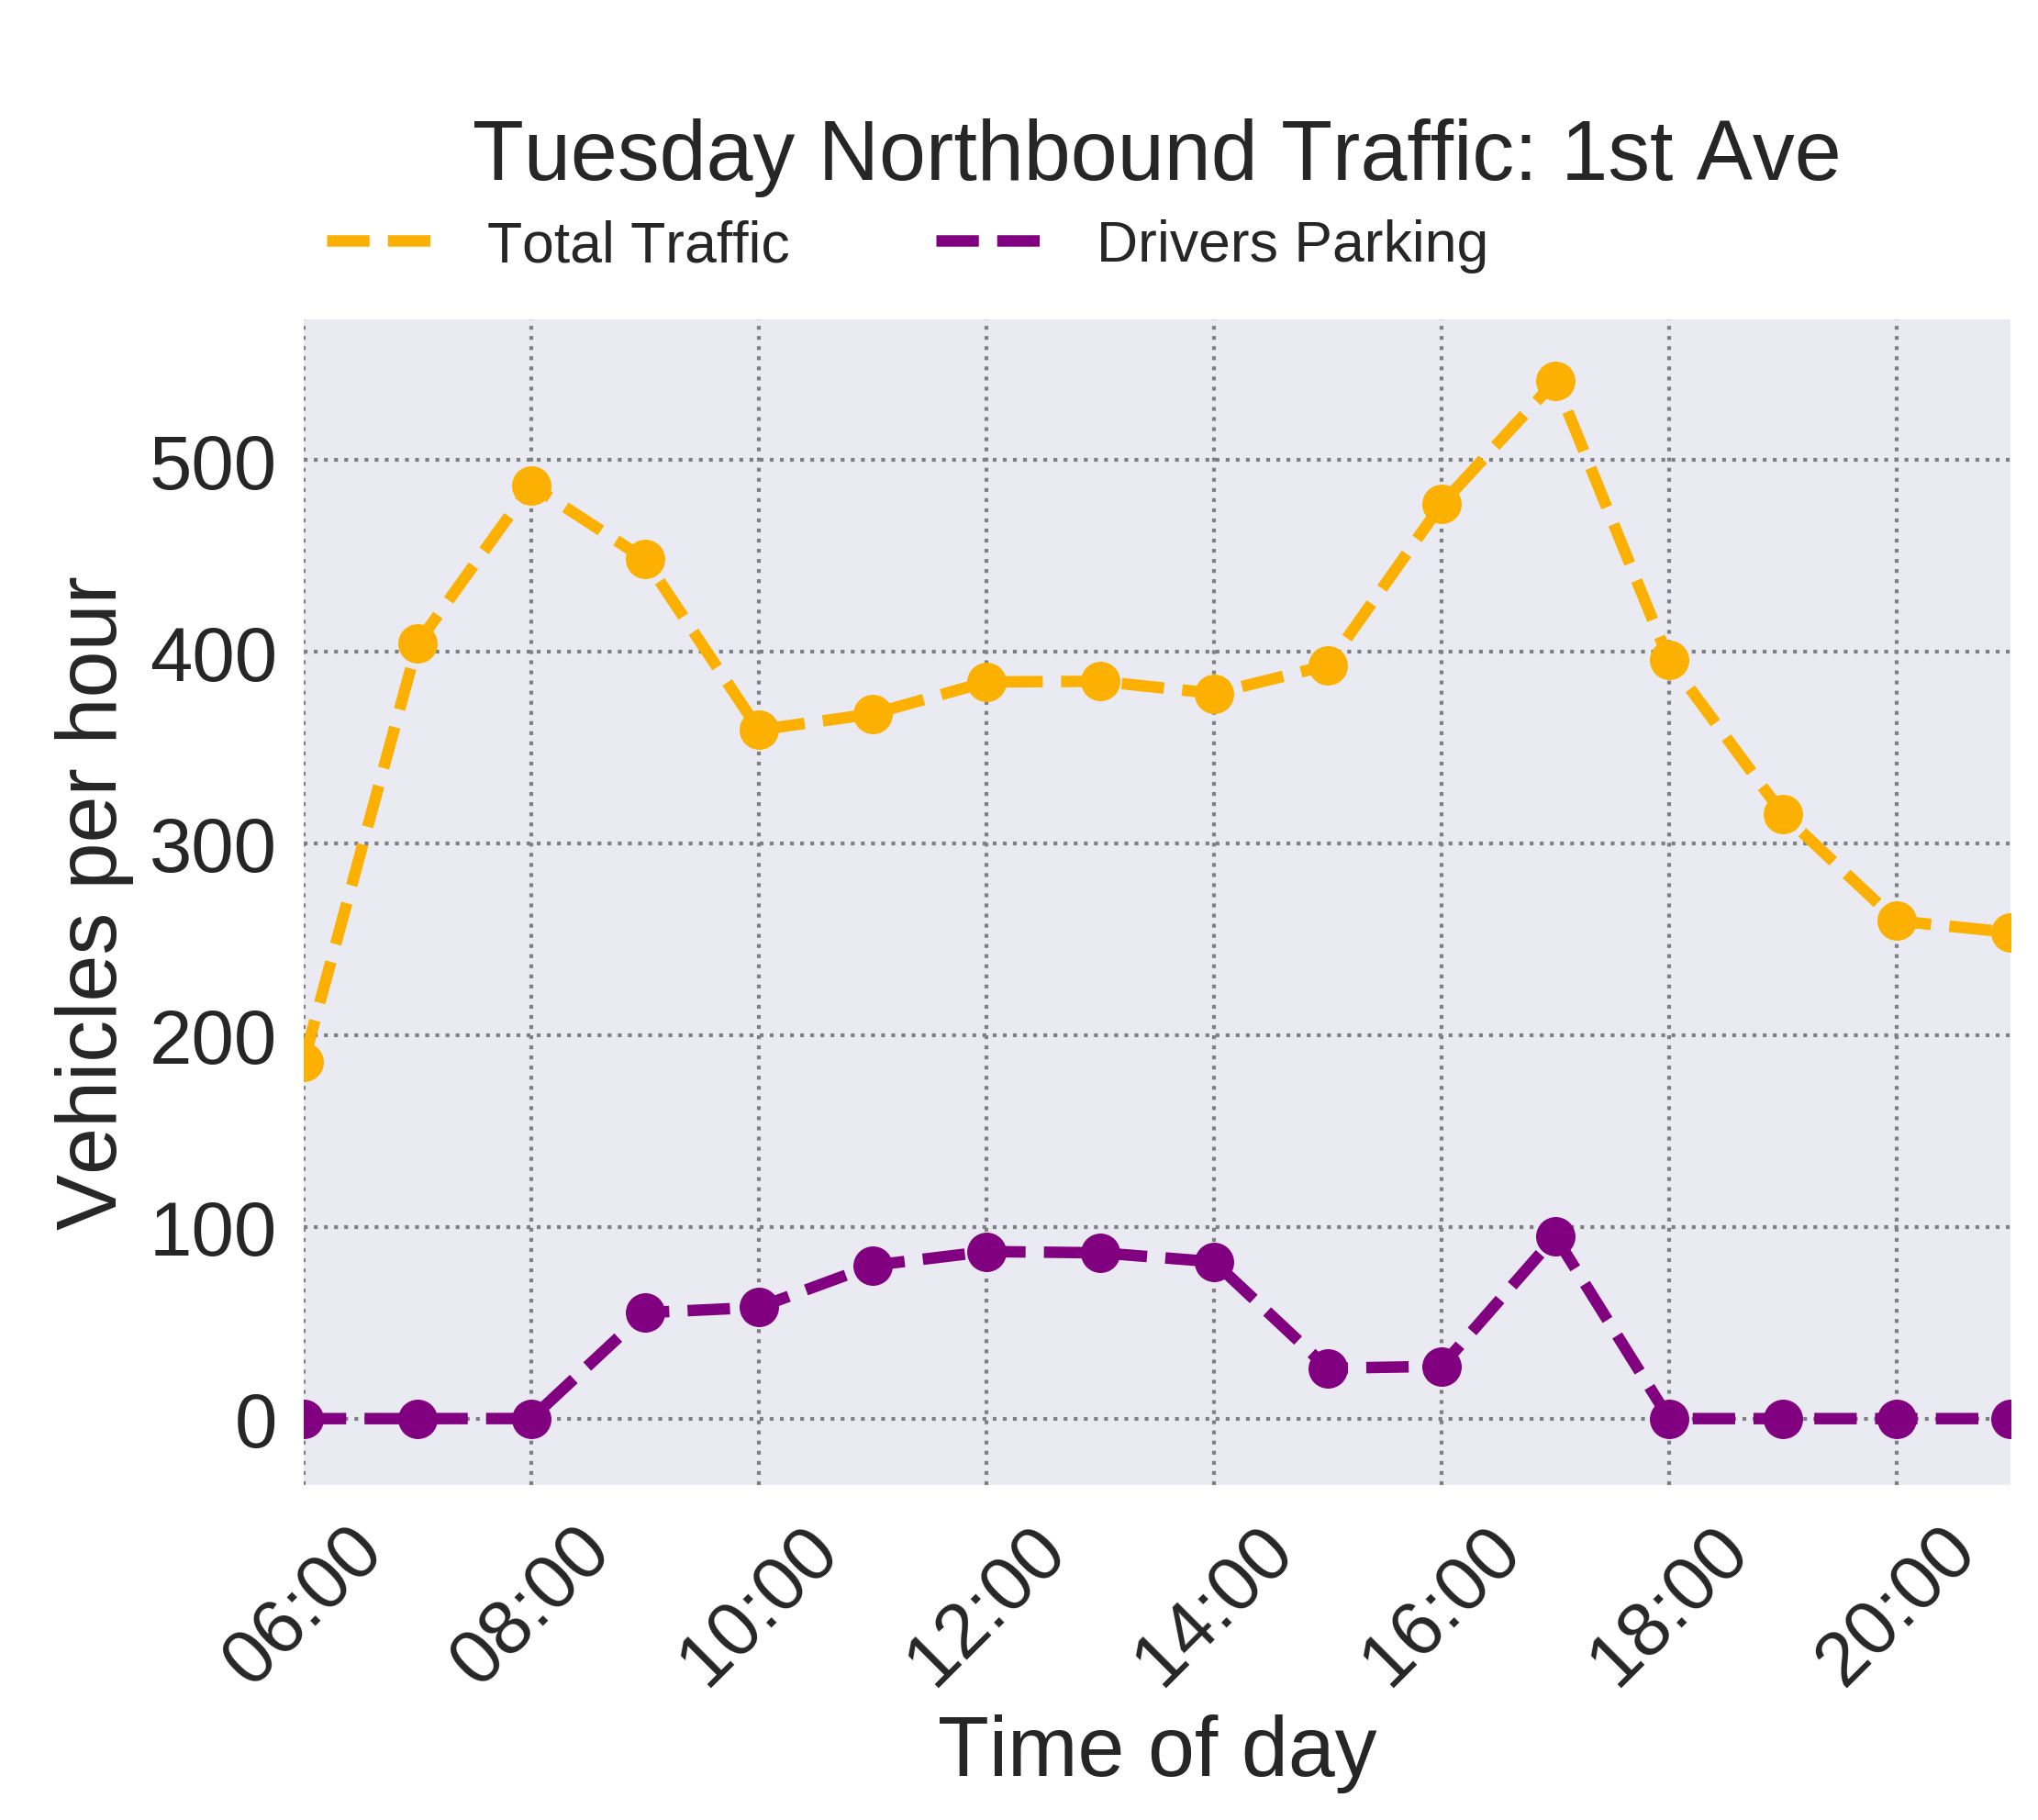 Tuesday Northbound Traffic: 1st Ave
Total Traffic
Drivers Parking
Vehicles per hour
500
400
300
200
100
0
06:00
08:00
10:00
12:00
14:00
16:00
18:00
20:00
Time of day